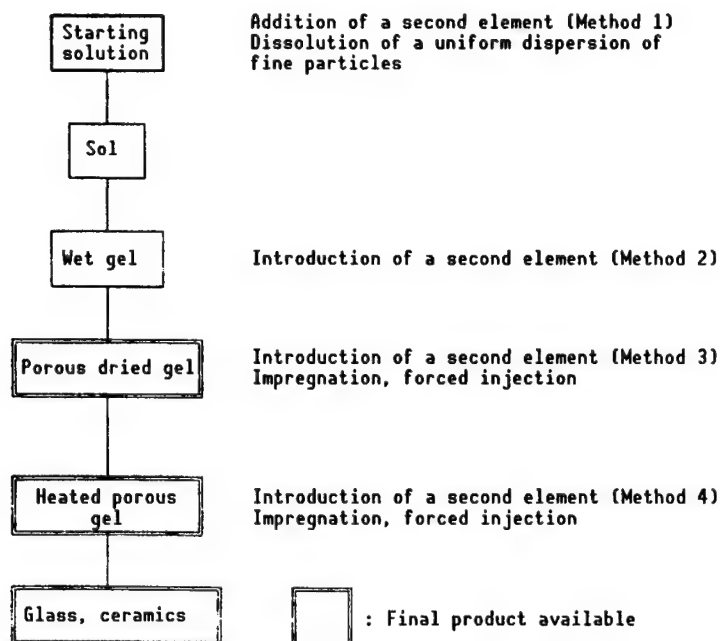 Starting
solution
Addition of a second element (Method 1)
Dissolution of a uniform dispersion of
fine particles
Sol
Wet gel
Introduction of a second element (Method 2)
Porous dried gel
Introduction of a second element (Method 3)
Impregnation, forced injection
Heated porous
gel
Introduction of a second element (Method 4)
Impregnation, forced injection
Glass, ceramics
: Final product available